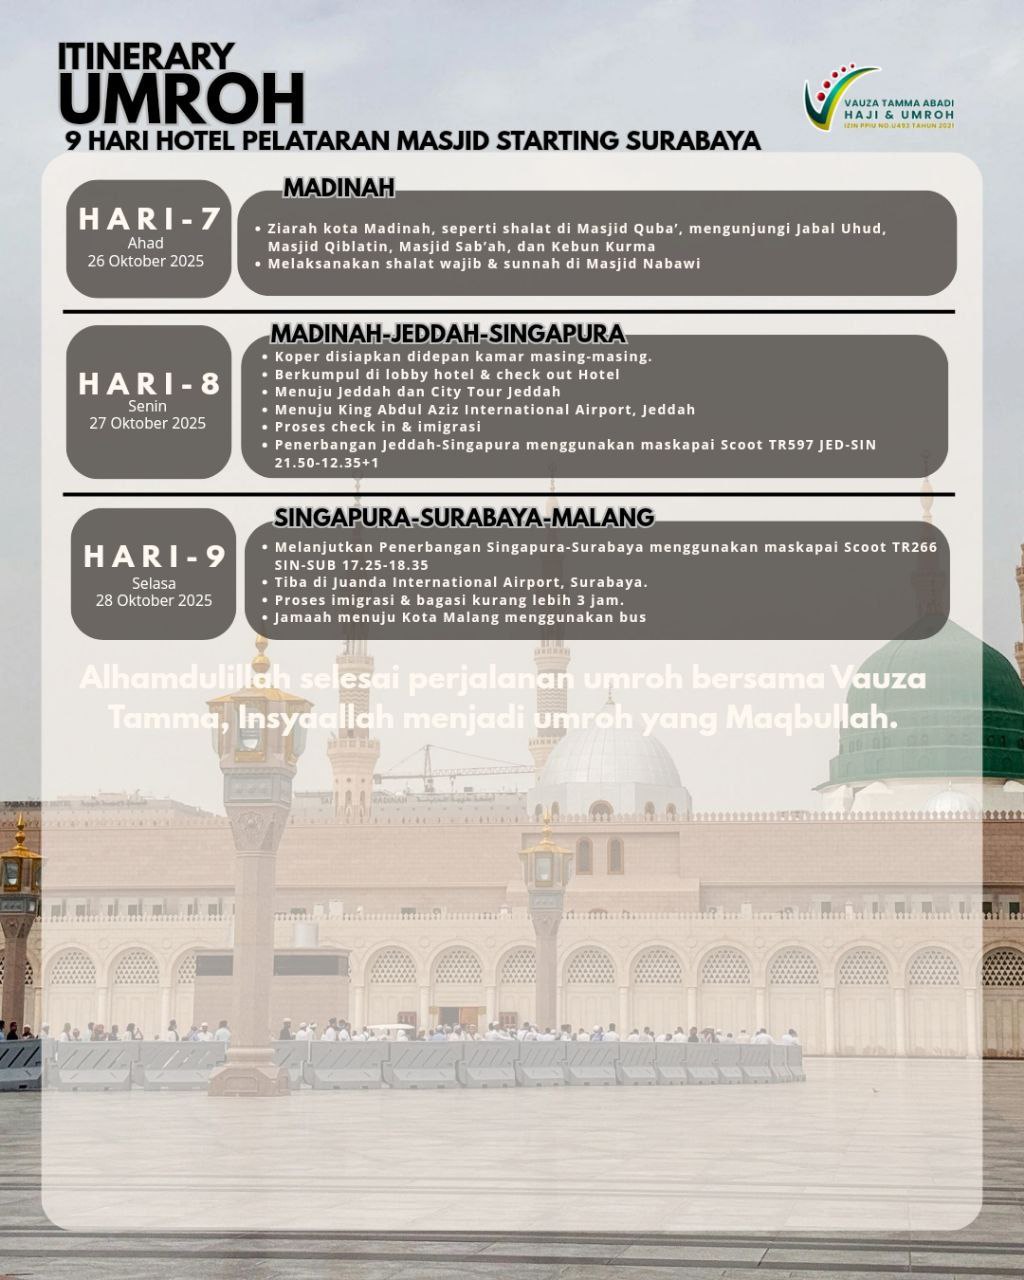 ITINERARY
UMROH
9 HARI HOTEL PELATARAN MASJID STARTING SURABAYA
VAUZA TAMMA ABADI
HAJI & UMROH
IZIN PPIU NO.U493 TAHUN 2021
MADINAH
HARI-7
Ahad
26 Oktober 2025
• Ziarah kota Madinah, seperti shalat di Masjid Quba’, mengunjungi Jabal Uhud,
Masjid Qiblatin, Masjid Sab’ah, dan Kebun Kurma
• Melaksanakan shalat wajib & sunnah di Masjid Nabawi
MADINAH-JEDDAH-SINGAPURA
HARI-8
Senin
27 Oktober 2025
• Koper disiapkan didepan kamar masing-masing.
• Berkumpul di lobby hotel & check out Hotel
• Menuju Jeddah dan City Tour Jeddah
• Menuju King Abdul Aziz International Airport, Jeddah
• Proses check in & imigrasi
• Penerbangan Jeddah-Singapura menggunakan maskapai Scoot TR597 JED-SIN
21.50-12.35+1
SINGAPURA-SURABAYA-MALANG
HARI-9
Selasa
28 Oktober 2025
• Melanjutkan Penerbangan Singapura-Surabaya menggunakan maskapai Scoot TR266
SIN-SUB 17.25-18.35
• Tiba di Juanda International Airport, Surabaya.
• Proses imigrasi & bagasi kurang lebih 3 jam.
• Jamaah menuju Kota Malang menggunakan bus
Alhamdulillah selesai perjalanan umroh bersama Vauza
Tamma, Insyaallah menjadi umroh yang Maqbullah.